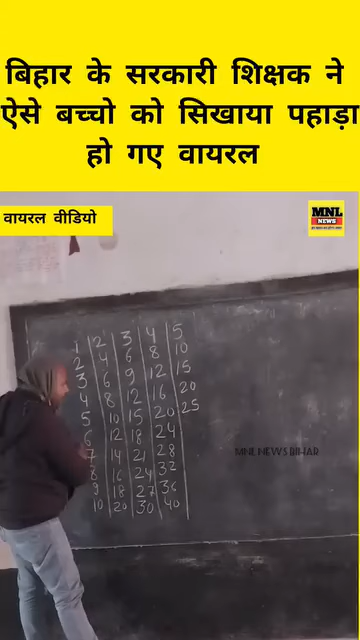 बिहार के सरकारी शिक्षक ने
ऐसे बच्चो को सिखाया पहाड़ा
हो गए वायरल
वायरल वीडियो
MNL
NEWS
1 2 3 4 5
2 4 6 8 10
3 6 9 12 15
4 8 12 16 20
5 10 15 20 25
6 12 18 24
7 14 21 28
8 16 24 32
9 18 27 36
10 20 30 40
MNL NEWS BIHAR